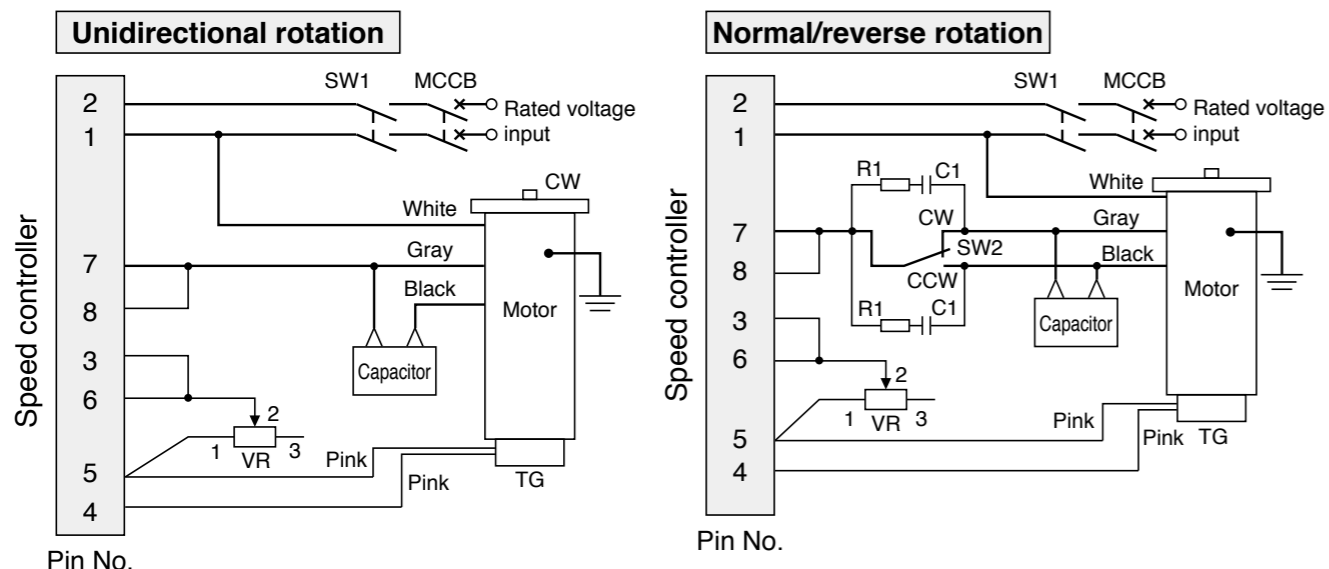 Unidirectional rotation
SW1 MCCB
2
Rated voltage
1
input
CW
White
Gray
7
Black
8
Motor
3
Capacitor
6
2
1 VR 3
5
Pink
TG
Pink
4
Speed controller
Pin No.
Normal/reverse rotation
SW1 MCCB
2
Rated voltage
1
input
R1 C1
White
CW
Gray
7
SW2
Black
8
CCW
Motor
R1 C1
3
Capacitor
6
2
1 VR 3
Pink
5
Pink TG
4
Speed controller
Pin No.